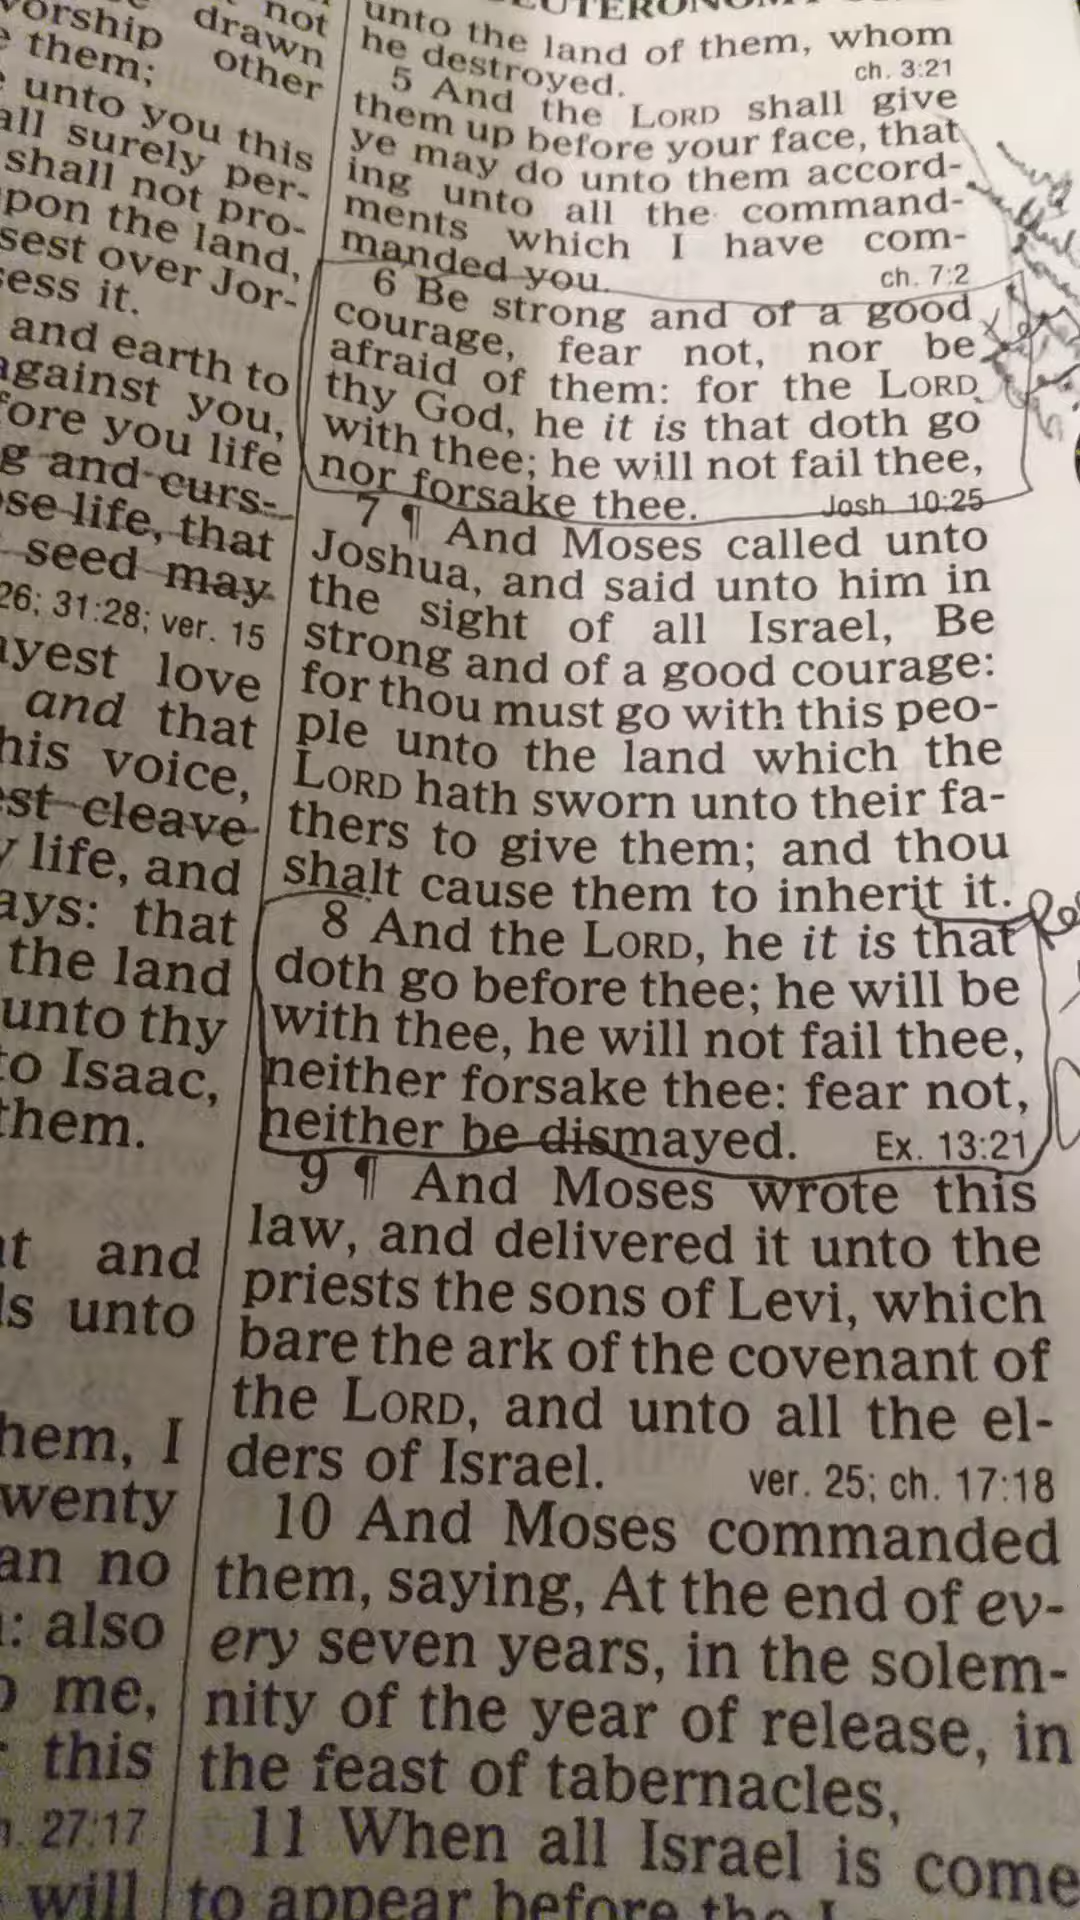 not
drawn
worship other
them;
unto you this
all surely per-
shall not pro-
upon the land,
over Jor-
it.
and earth to
against you,
you life
and
life, that
seed may
26; 31:28; ver. 15
love
and that
his voice,
cleave
life, and
that
the land
unto thy
to Isaac,
them.
and
unto
them, I
an no
also
me,
this
27:17
will
unto the land of them, whom
he destroyed. ch. 3:21
5 And the LORD shall give
them up before your face, that
ye may do unto them accord-
ing unto all the command-
ments which I have com-
manded you. ch. 7:2
6 Be strong and of a good
courage, fear not, nor be
afraid of them: for the LORD
thy God, he it is that doth go
with thee; he will not fail thee,
nor forsake thee. Josh 10:25
7 ¶ And Moses called unto
Joshua, and said unto him in
the sight of all Israel, Be
strong and of a good courage:
for thou must go with this peo-
ple unto the land which the
LORD hath sworn unto their fa-
thers to give them; and thou
shalt cause them to inherit it.
8 And the LORD, he it is that
doth go before thee; he will be
with thee, he will not fail thee,
neither forsake thee: fear not,
neither be dismayed. Ex. 13:21
9 ¶ And Moses wrote this
law, and delivered it unto the
priests the sons of Levi, which
bare the ark of the covenant of
the LORD, and unto all the el-
ders of Israel. ver. 25; ch. 17:18
10 And Moses commanded
them, saying, At the end of ev-
ery seven years, in the solem-
nity of the year of release, in
the feast of tabernacles,
11 When all Israel is come
to appear before the